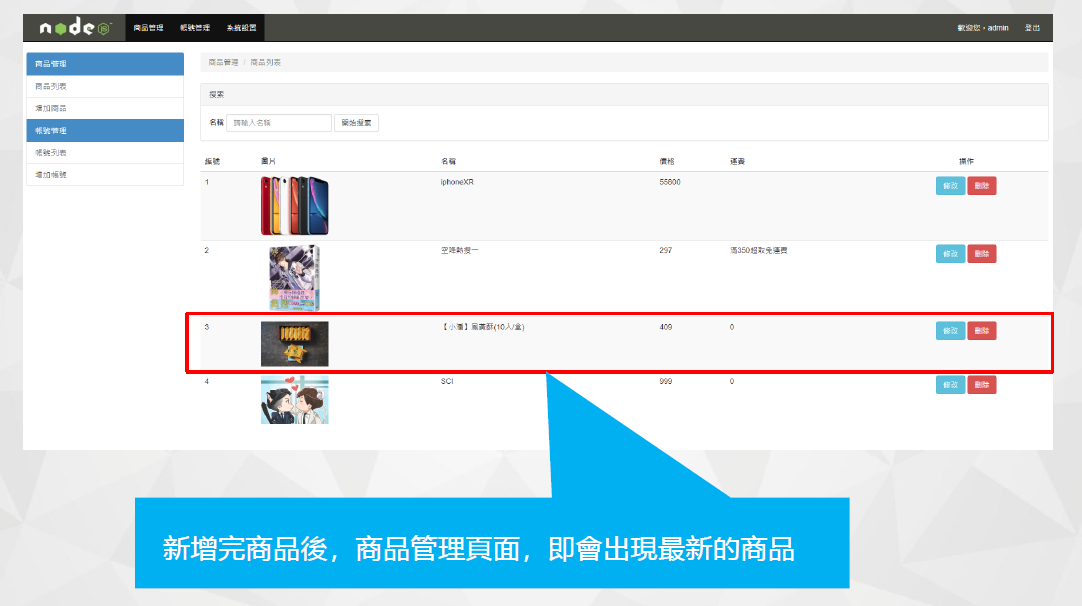 node JS
商品管理 帳號管理 系統設置 歡迎您，admin 登出
商品管理
商品列表
增加商品
帳號管理
帳號列表
增加帳號
商品管理 / 商品列表
搜索
名稱 請輸入名稱 開始搜索
編號 圖片 名稱 價格 運費 操作
1 iphoneXR 55800 修改 刪除
2 空降熱搜一 297 滿350超取免運費 修改 刪除
3 【小潘】鳳凰酥(10入/盒) 409 0 修改 刪除
4 SCI 999 0 修改 刪除
新增完商品後，商品管理頁面，即會出現最新的商品